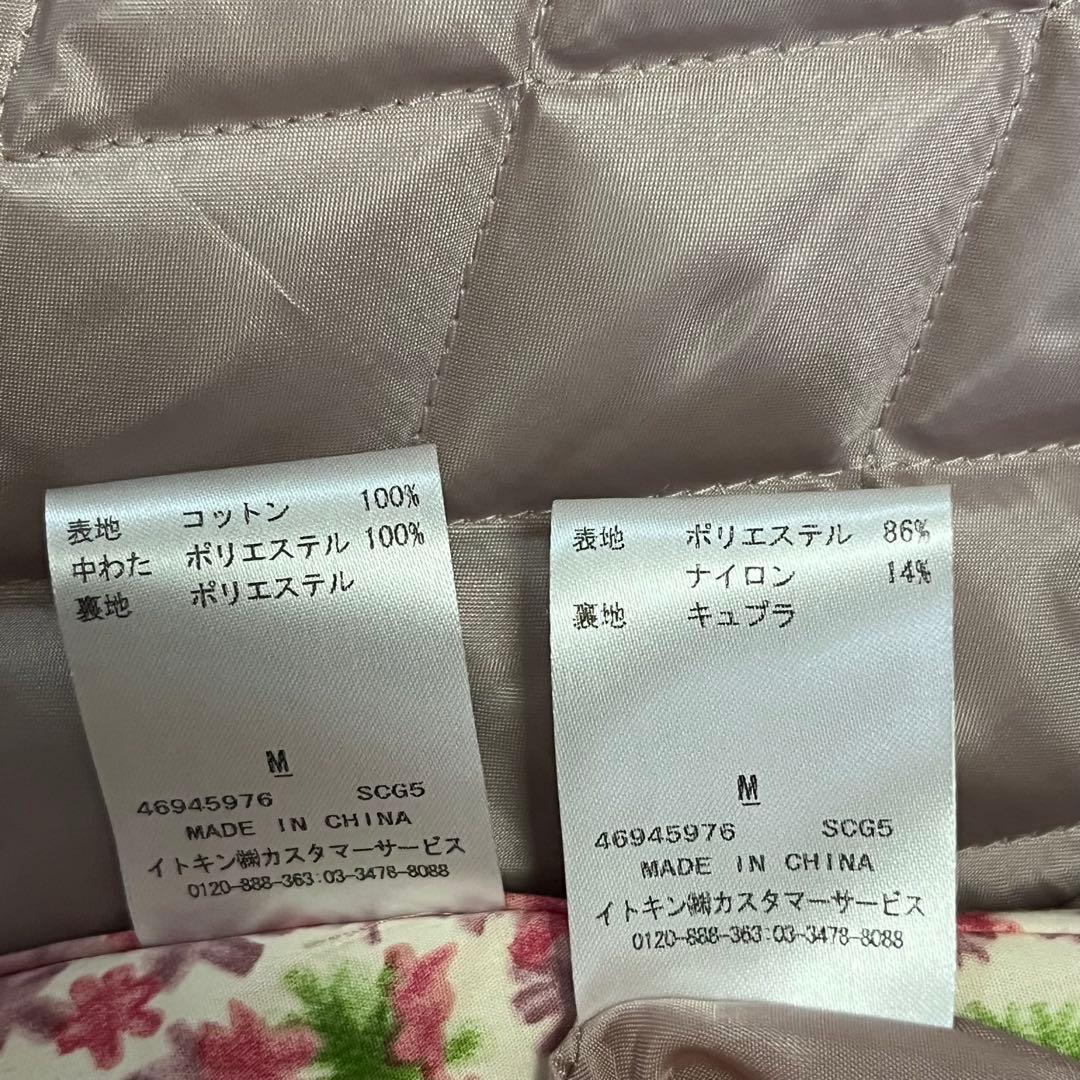 表地 コットン 100%
中わた ポリエステル 100%
裏地 ポリエステル
M
46945976 SCG5
MADE IN CHINA
イトキン㈱カスタマーサービス
0120-888-363:03-3478-8088
表地 ポリエステル 86%
ナイロン 14%
裏地 キュプラ
M
46945976 SCG5
MADE IN CHINA
イトキン㈱カスタマーサービス
0120-888-363:03-3478-8088